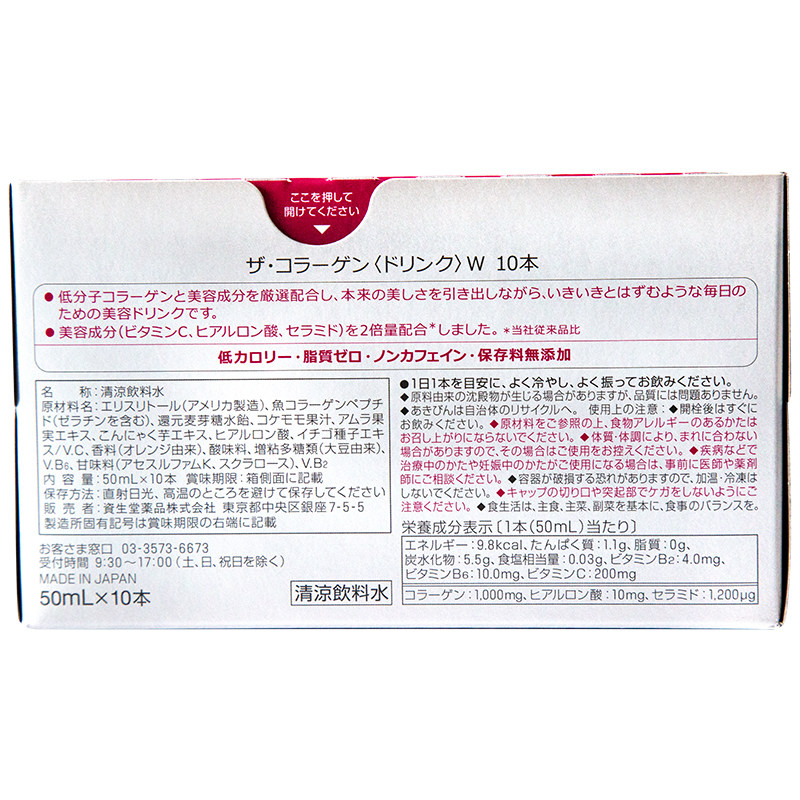 ここを押して
開けてください
ザ・コラーゲン〈ドリンク〉W 10本
● 低分子コラーゲンと美容成分を厳選配合し、本来の美しさを引き出しながら、いきいきとはずむような毎日の
ための美容ドリンクです。
● 美容成分(ビタミンC、ヒアルロン酸、セラミド)を2倍量配合*しました。 *当社従来品比
低カロリー・脂質ゼロ・ノンカフェイン・保存料無添加
名 称:清涼飲料水
原材料名:エリスリトール(アメリカ製造)、魚コラーゲンペプチ
ド(ゼラチンを含む)、還元麦芽糖水飴、コケモモ果汁、アムラ果
実エキス、こんにゃく芋エキス、ヒアルロン酸、イチゴ種子エキ
ス/V.C、香料(オレンジ由来)、酸味料、増粘多糖類(大豆由来)、
V.B6、甘味料(アセスルファムK、スクラロース)、V.B2
内 容 量:50mL×10本 賞味期限:箱側面に記載
保存方法:直射日光、高温のところを避けて保存してください
販 売 者:資生堂薬品株式会社 東京都中央区銀座7-5-5
製造所固有記号は賞味期限の右端に記載
お客さま窓口 03-3573-6673
受付時間 9:30~17:00(土、日、祝日を除く)
MADE IN JAPAN
50mL×10本
清涼飲料水
●1日1本を目安に、よく冷やし、よく振ってお飲みください。
◆原料由来の沈殿物が生じる場合がありますが、品質には問題ありません。
◆あきびんは自治体のリサイクルへ。 使用上の注意:◆開栓後はすぐに
お飲みください。 ◆原材料をご参照の上、食物アレルギーのあるかたは
お召し上がりにならないでください。 ◆体質・体調により、まれに合わない
場合がありますので、その場合はご使用をお控えください。 ◆疾病などで
治療中のかたや妊娠中のかたがご使用になる場合は、事前に医師や薬剤
師にご相談ください。 ◆容器が破損する恐れがありますので、加温・冷凍は
しないでください。 ◆キャップの切り口や突起部でケガをしないようにご
注意ください。 ◆食生活は、主食、主菜、副菜を基本に、食事のバランスを。
栄養成分表示〔1本(50mL)当たり〕
エネルギー:9.8kcal、たんぱく質:1.1g、脂質:0g、
炭水化物:5.5g、食塩相当量:0.03g、ビタミンB2:4.0mg、
ビタミンB6:10.0mg、ビタミンC:200mg
コラーゲン:1,000mg、ヒアルロン酸:10mg、セラミド:1,200μg